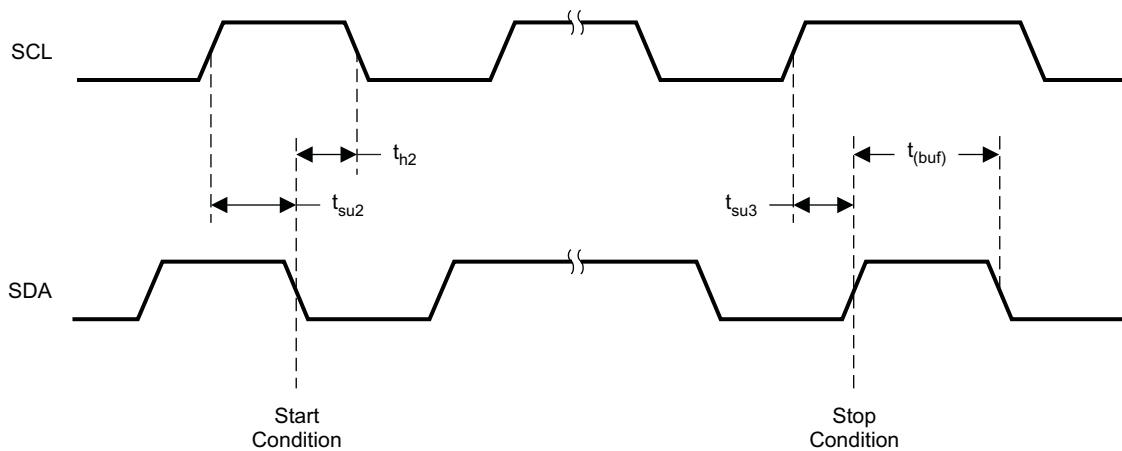 SCL
t_h2
t_(buf)
t_su2
t_su3
SDA
Start
Condition
Stop
Condition